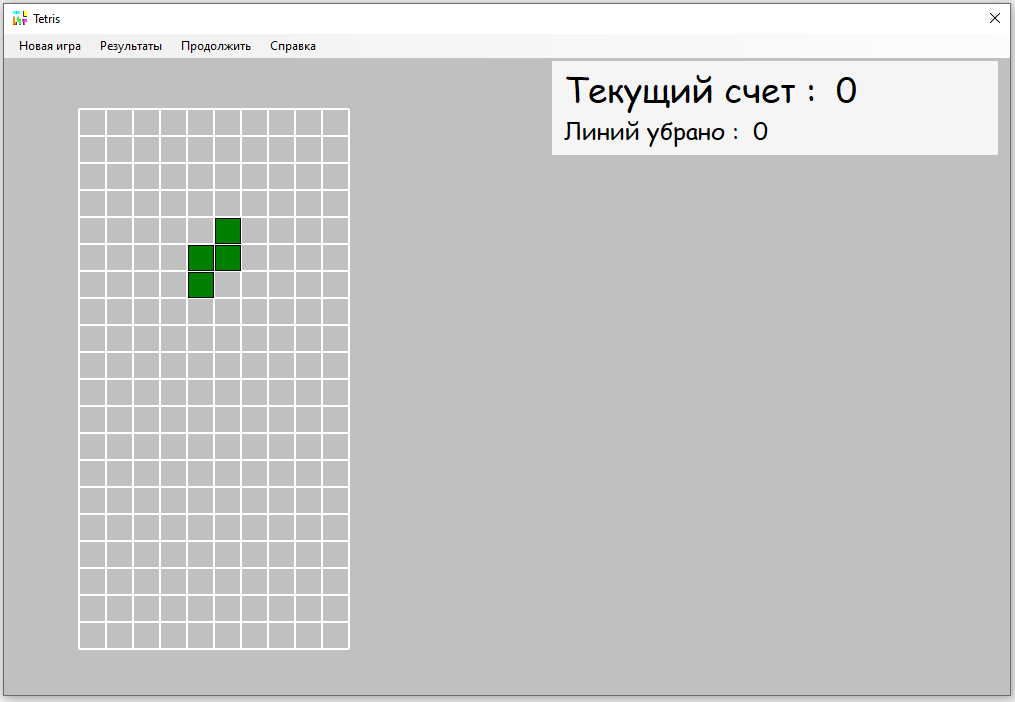 Tetris
Новая игра Результаты Продолжить Справка
Текущий счет : 0
Линий убрано : 0